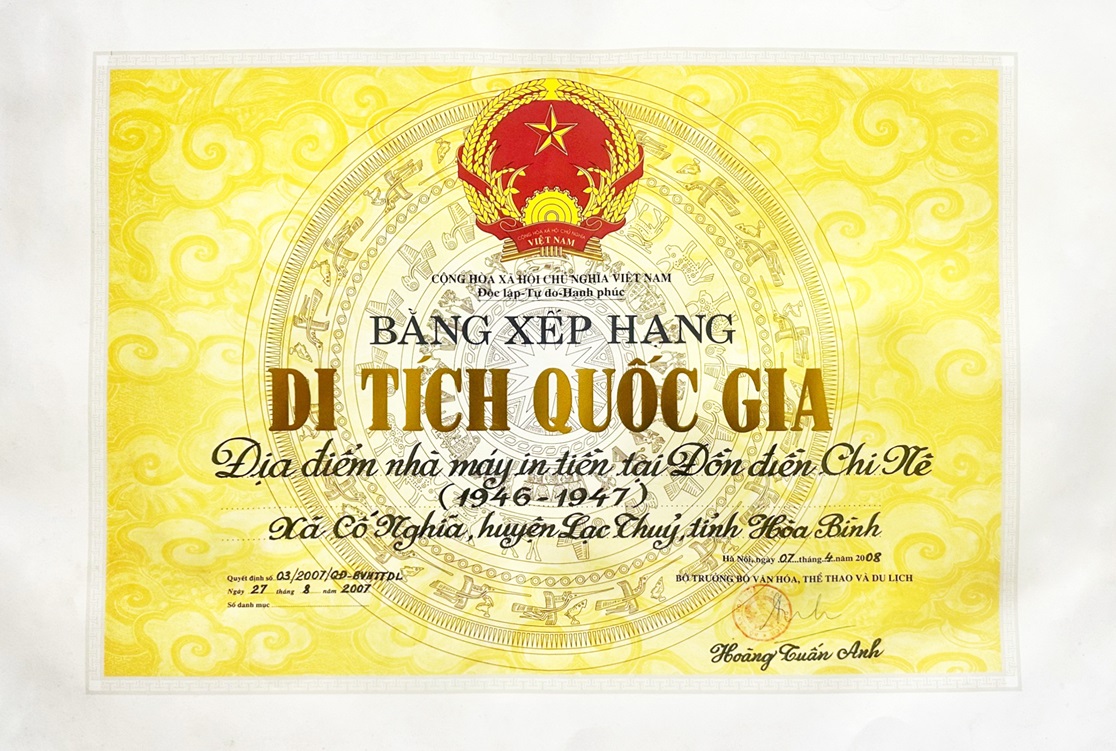 CỘNG HÒA XÃ HỘI CHỦ NGHĨA
VIỆT NAM
CỘNG HÒA XÃ HỘI CHỦ NGHĨA VIỆT NAM
Độc lập-Tự do-Hạnh phúc
BẰNG XẾP HẠNG
DI TÍCH QUỐC GIA
Địa điểm nhà máy in tiền tại Đồn điền Chi Nê
(1946-1947)
Xã Cố Nghĩa, huyện Lạc Thuỷ, tỉnh Hòa Bình
Hà Nội, ngày 07 tháng 4 năm 2008
Quyết định số 03/2007/QĐ-BVHTTDL
Ngày 27 tháng 8 năm 2007
Số danh mục
BỘ TRƯỞNG BỘ VĂN HÓA, THỂ THAO VÀ DU LỊCH
Hoàng Tuấn Anh